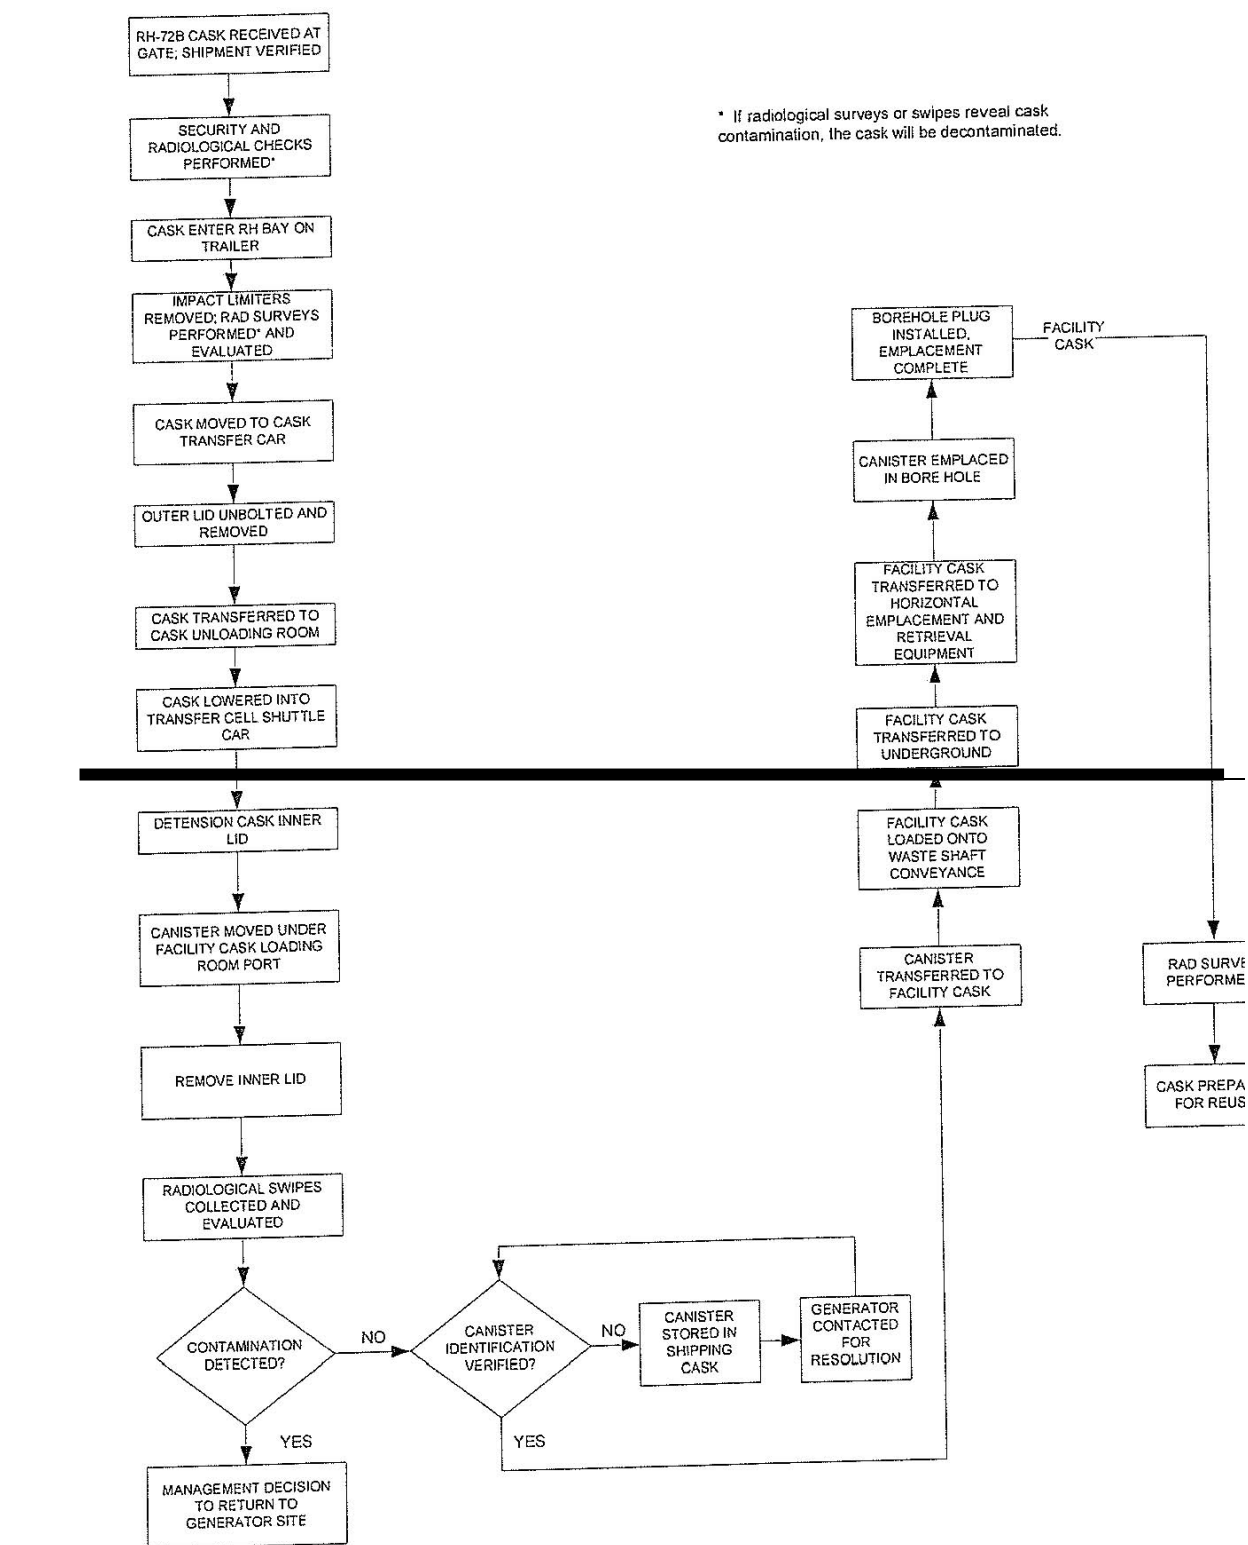 RH-72B CASK RECEIVED AT
GATE; SHIPMENT VERIFIED
SECURITY AND
RADIOLOGICAL CHECKS
PERFORMED*
CASK ENTER RH BAY ON
TRAILER
IMPACT LIMITERS
REMOVED; RAD SURVEYS
PERFORMED* AND
EVALUATED
CASK MOVED TO CASK
TRANSFER CAR
OUTER LID UNBOLTED AND
REMOVED
CASK TRANSFERRED TO
CASK UNLOADING ROOM
CASK LOWERED INTO
TRANSFER CELL SHUTTLE
CAR
DETENSION CASK INNER
LID
CANISTER MOVED UNDER
FACILITY CASK LOADING
ROOM PORT
REMOVE INNER LID
RADIOLOGICAL SWIPES
COLLECTED AND
EVALUATED
CONTAMINATION
DETECTED?
YES
MANAGEMENT DECISION
TO RETURN TO
GENERATOR SITE
NO
CANISTER
IDENTIFICATION
VERIFIED?
NO
CANISTER
STORED IN
SHIPPING
CASK
GENERATOR
CONTACTED
FOR
RESOLUTION
YES
CANISTER
TRANSFERRED TO
FACILITY CASK
FACILITY CASK
LOADED ONTO
WASTE SHAFT
CONVEYANCE
FACILITY CASK
TRANSFERRED TO
UNDERGROUND
FACILITY CASK
TRANSFERRED TO
HORIZONTAL
EMPLACEMENT AND
RETRIEVAL
EQUIPMENT
CANISTER EMPLACED
IN BORE HOLE
BOREHOLE PLUG
INSTALLED,
EMPLACEMENT
COMPLETE
FACILITY
CASK
RAD SURVE
PERFORME
CASK PREPA
FOR REUS
* If radiological surveys or swipes reveal cask
contamination, the cask will be decontaminated.